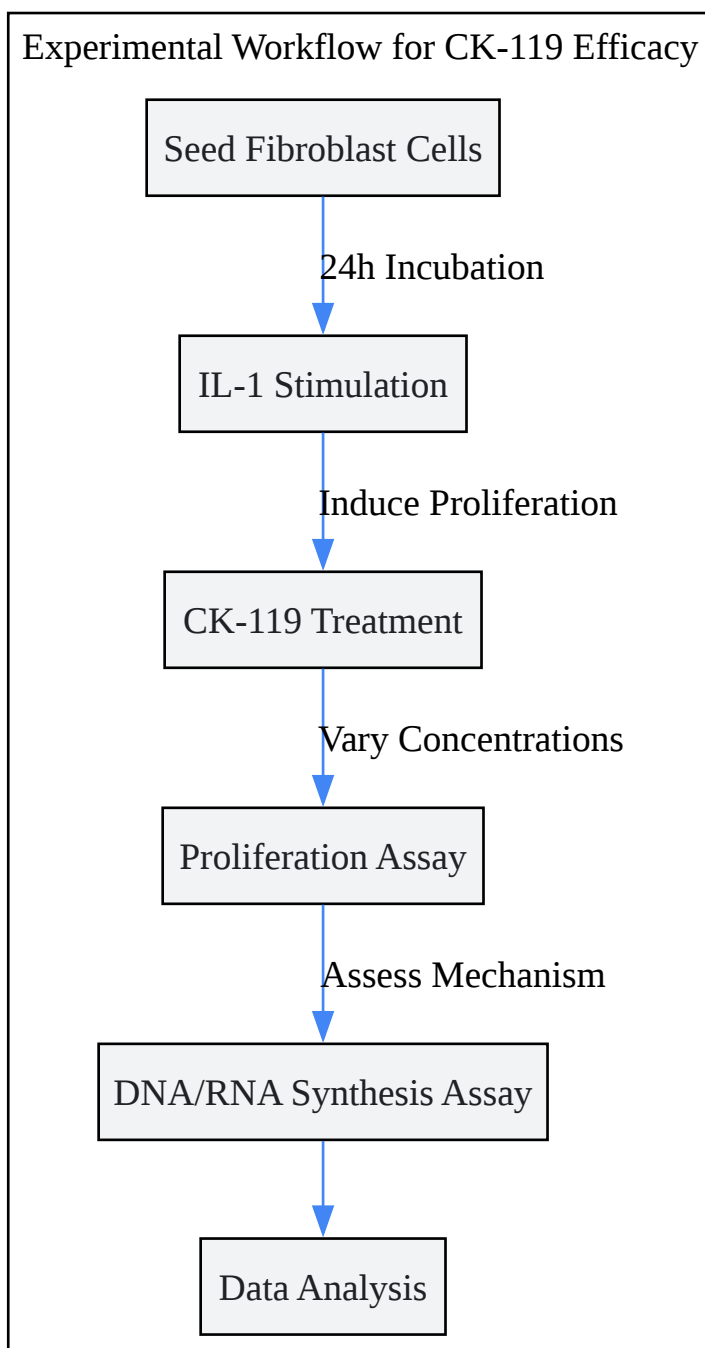 Experimental Workflow for CK-119 Efficacy
Seed Fibroblast Cells
24h Incubation
IL-1 Stimulation
Induce Proliferation
CK-119 Treatment
Vary Concentrations
Proliferation Assay
Assess Mechanism
DNA/RNA Synthesis Assay
Data Analysis